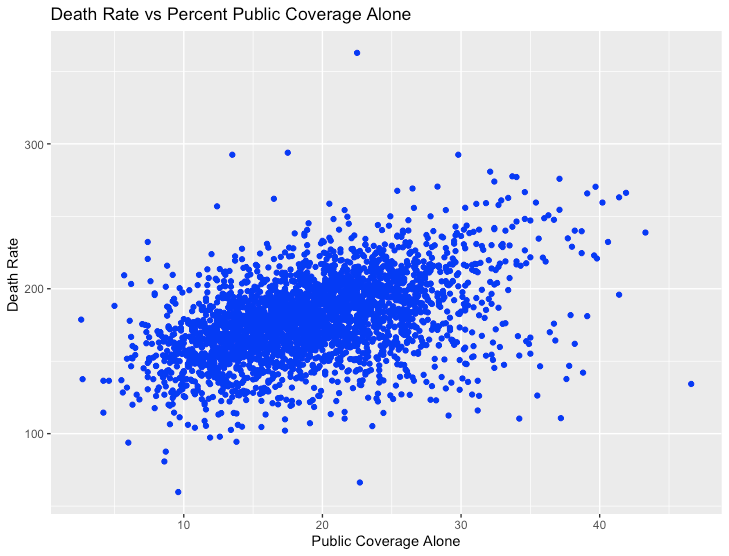 Death Rate vs Percent Public Coverage Alone
300
200
100
Death Rate
10 20 30 40
Public Coverage Alone